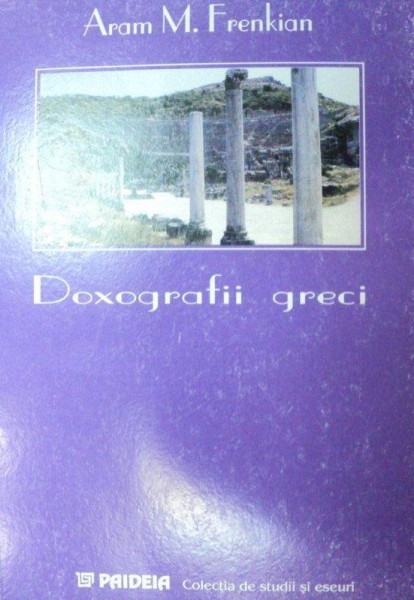 Aram M. Frenkian
Doxografii greci
PAIDEIA Colecția de studii și eseuri